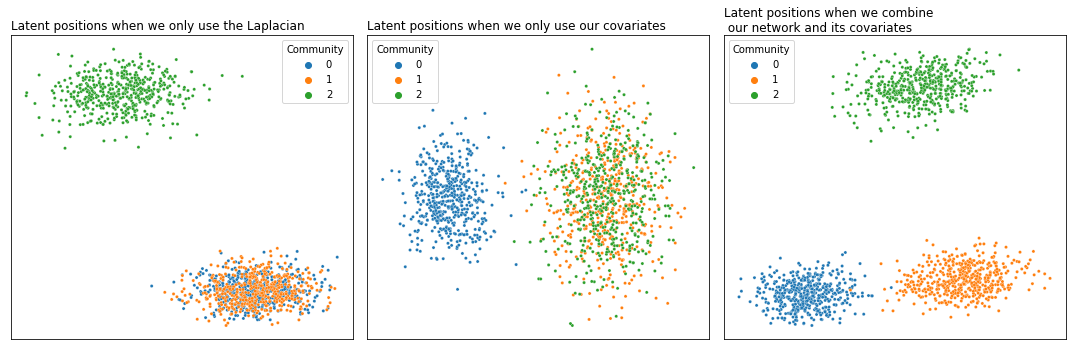 Latent positions when we only use the Laplacian
Community
0
1
2
Latent positions when we only use our covariates
Community
0
1
2
Latent positions when we combine
our network and its covariates
Community
0
1
2